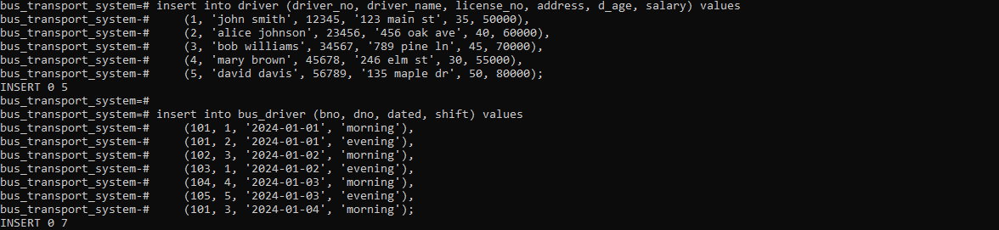 bus_transport_system=# insert into driver (driver_no, driver_name, license_no, address, d_age, salary) values
bus_transport_system-#     (1, 'john smith', 12345, '123 main st', 35, 50000),
bus_transport_system-#     (2, 'alice johnson', 23456, '456 oak ave', 40, 60000),
bus_transport_system-#     (3, 'bob williams', 34567, '789 pine ln', 45, 70000),
bus_transport_system-#     (4, 'mary brown', 45678, '246 elm st', 30, 55000),
bus_transport_system-#     (5, 'david davis', 56789, '135 maple dr', 50, 80000);
INSERT 0 5
bus_transport_system=#
bus_transport_system=# insert into bus_driver (bno, dno, dated, shift) values
bus_transport_system-#     (101, 1, '2024-01-01', 'morning'),
bus_transport_system-#     (101, 2, '2024-01-01', 'evening'),
bus_transport_system-#     (102, 3, '2024-01-02', 'morning'),
bus_transport_system-#     (103, 1, '2024-01-02', 'evening'),
bus_transport_system-#     (104, 4, '2024-01-03', 'morning'),
bus_transport_system-#     (105, 5, '2024-01-03', 'evening'),
bus_transport_system-#     (101, 3, '2024-01-04', 'morning');
INSERT 0 7